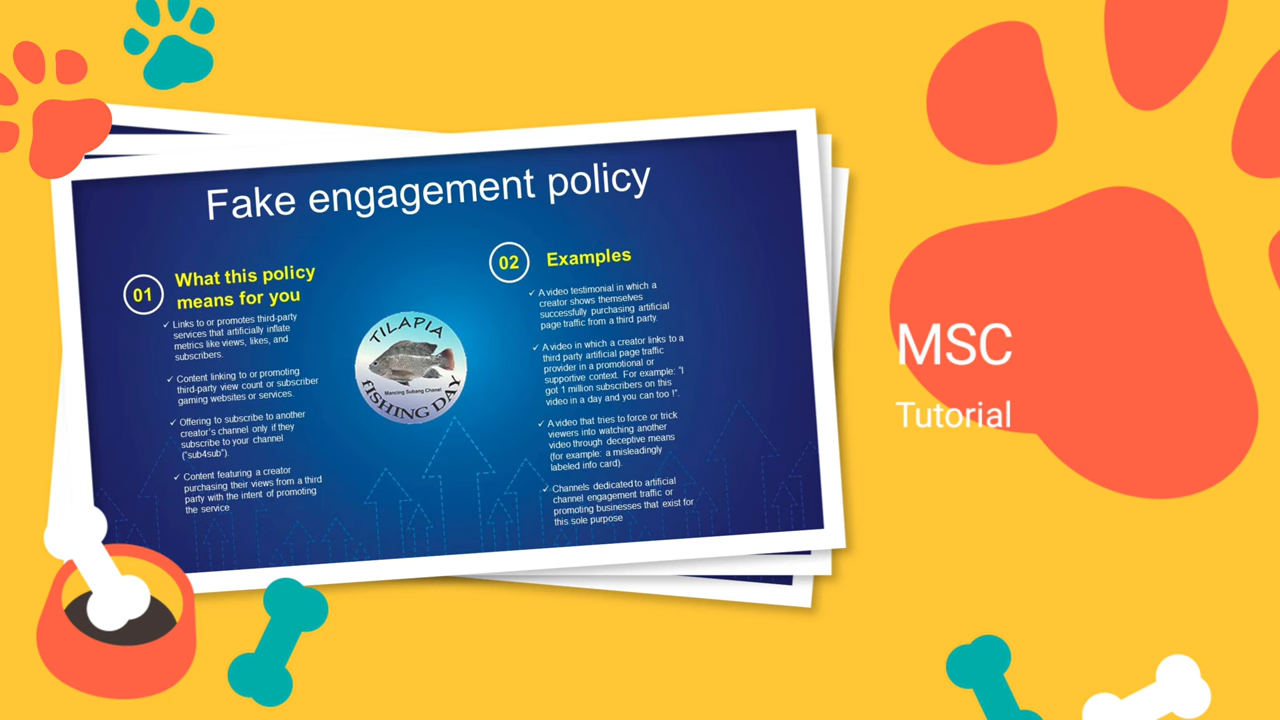 Fake engagement policy
01
What this policy
means for you
✓ Links to or promotes third-party
services that artificially inflate
metrics like views, likes, and
subscribers.
✓ Content linking to or promoting
third-party view count or subscriber
gaming websites or services.
✓ Offering to subscribe to another
creator's channel only if they
subscribe to your channel
("sub4sub").
✓ Content featuring a creator
purchasing their views from a third
party with the intent of promoting
the service
TILAPIA
Mancing Subang Chanel
FISHING DAY
02
Examples
✓ A video testimonial in which a
creator shows themselves
successfully purchasing artificial
page traffic from a third party.
✓ A video in which a creator links to a
third party artificial page traffic
provider in a promotional or
supportive context. For example: "I
got 1 million subscribers on this
video in a day and you can too !".
✓ A video that tries to force or trick
viewers into watching another
video through deceptive means
(for example: a misleadingly
labeled info card).
✓ Channels dedicated to artificial
channel engagement traffic or
promoting businesses that exist for
this sole purpose
MSC
Tutorial